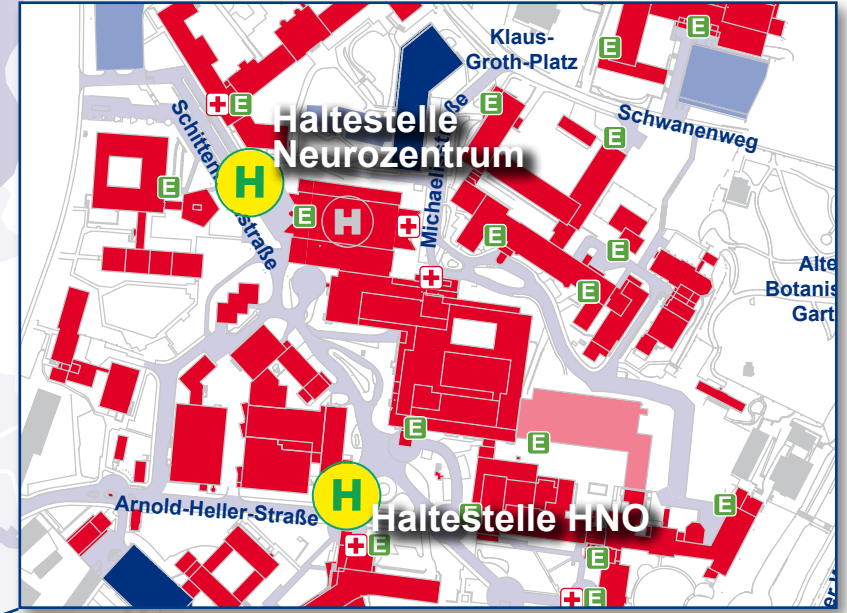 Klaus-
Groth-Platz
E
E
E
E
E
Haltestelle
Neurozentrum
Schwanenweg
E
H
E
E
H
E
E
E
Alte
Botanis
Gart
E
E
H
E
E
Arnold-Heller-Straße
Haltestelle HNO
E
E
E